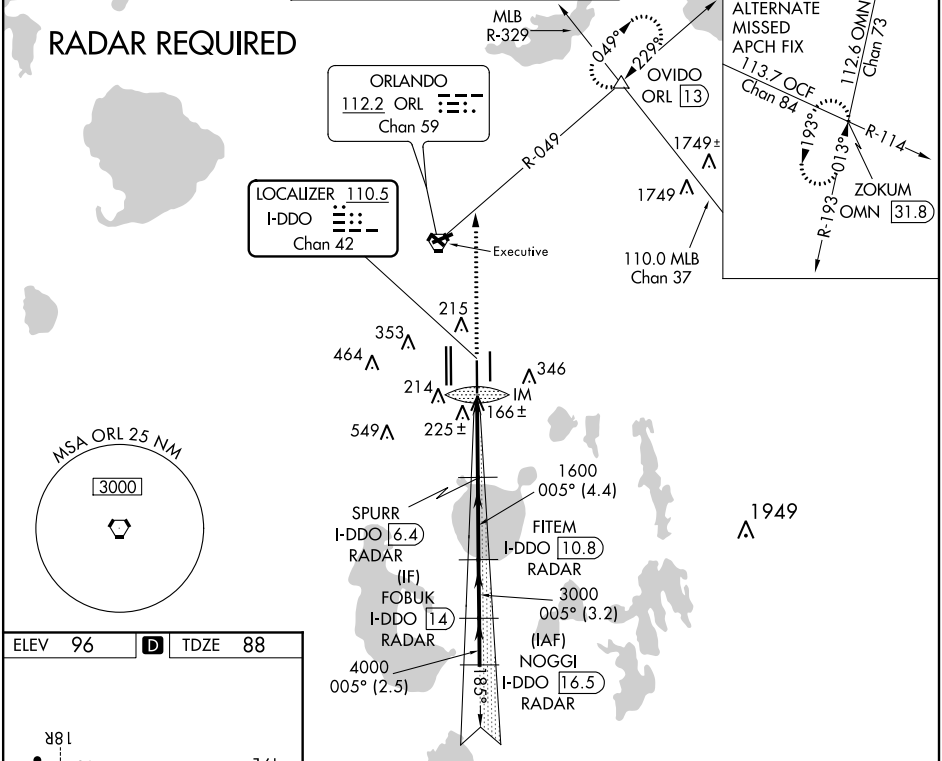 RADAR REQUIRED
MLB
R-329
049°
229°
OVIDO
ORL 13
ORLANDO
112.2 ORL
Chan 59
R-049
1749±
1749
110.0 MLB
Chan 37
ALTERNATE
MISSED
APCH FIX
112.6 OMN
Chan 73
113.7 OCF
Chan 84
193°
013°
R-114
R-193
ZOKUM
OMN 31.8
LOCALIZER 110.5
I-DDO
Chan 42
Executive
215
353
464
346
214
IM
166±
225±
549
MSA ORL 25 NM
3000
1600
005° (4.4)
SPURR
I-DDO 6.4
RADAR
FITEM
I-DDO 10.8
RADAR
1949
(IF)
FOBUK
I-DDO 14
RADAR
3000
005° (3.2)
(IAF)
NOGGI
I-DDO 16.5
RADAR
4000
005° (2.5)
185°
ELEV 96 D TDZE 88
18R